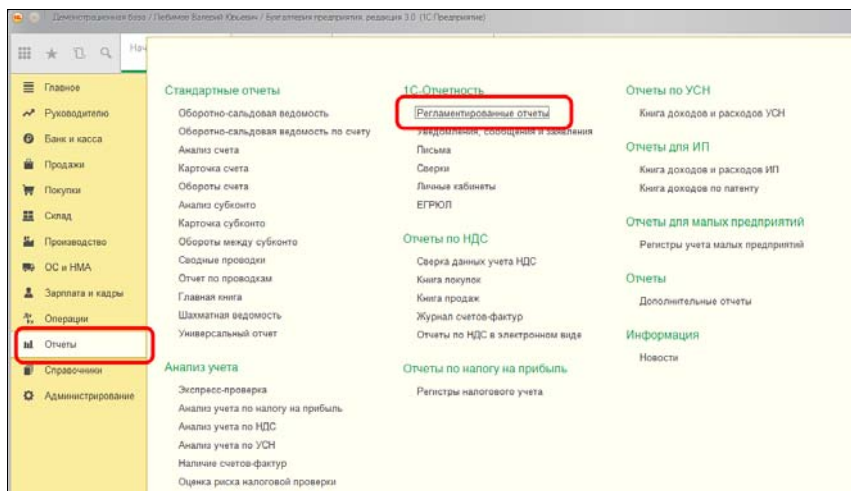 Демонстрационная база / Любимов Валерий Юрьевич / Бухгалтерия предприятия, редакция 3.0 (1С:Предприятие)
Нач
Главное
Руководителю
Банк и касса
Продажи
Покупки
Склад
Производство
ОС и НМА
Зарплата и кадры
Операции
Отчеты
Справочники
Администрирование
Стандартные отчеты
Оборотно-сальдовая ведомость
Оборотно-сальдовая ведомость по счету
Анализ счета
Карточка счета
Обороты счета
Анализ субконто
Карточка субконто
Обороты между субконто
Сводные проводки
Отчет по проводкам
Главная книга
Шахматная ведомость
Универсальный отчет
Анализ учета
Экспресс-проверка
Анализ учета по налогу на прибыль
Анализ учета по НДС
Анализ учета по УСН
Наличие счетов-фактур
Оценка риска налоговой проверки
1С-Отчетность
Регламентированные отчеты
Уведомления, сообщения и заявления
Письма
Сверки
Личные кабинеты
ЕГРЮЛ
Отчеты по НДС
Сверка данных учета НДС
Книга покупок
Книга продаж
Журнал счетов-фактур
Отчеты по НДС в электронном виде
Отчеты по налогу на прибыль
Регистры налогового учета
Отчеты по УСН
Книга доходов и расходов УСН
Отчеты для ИП
Книга доходов и расходов ИП
Книга доходов по патенту
Отчеты для малых предприятий
Регистры учета малых предприятий
Отчеты
Дополнительные отчеты
Информация
Новости